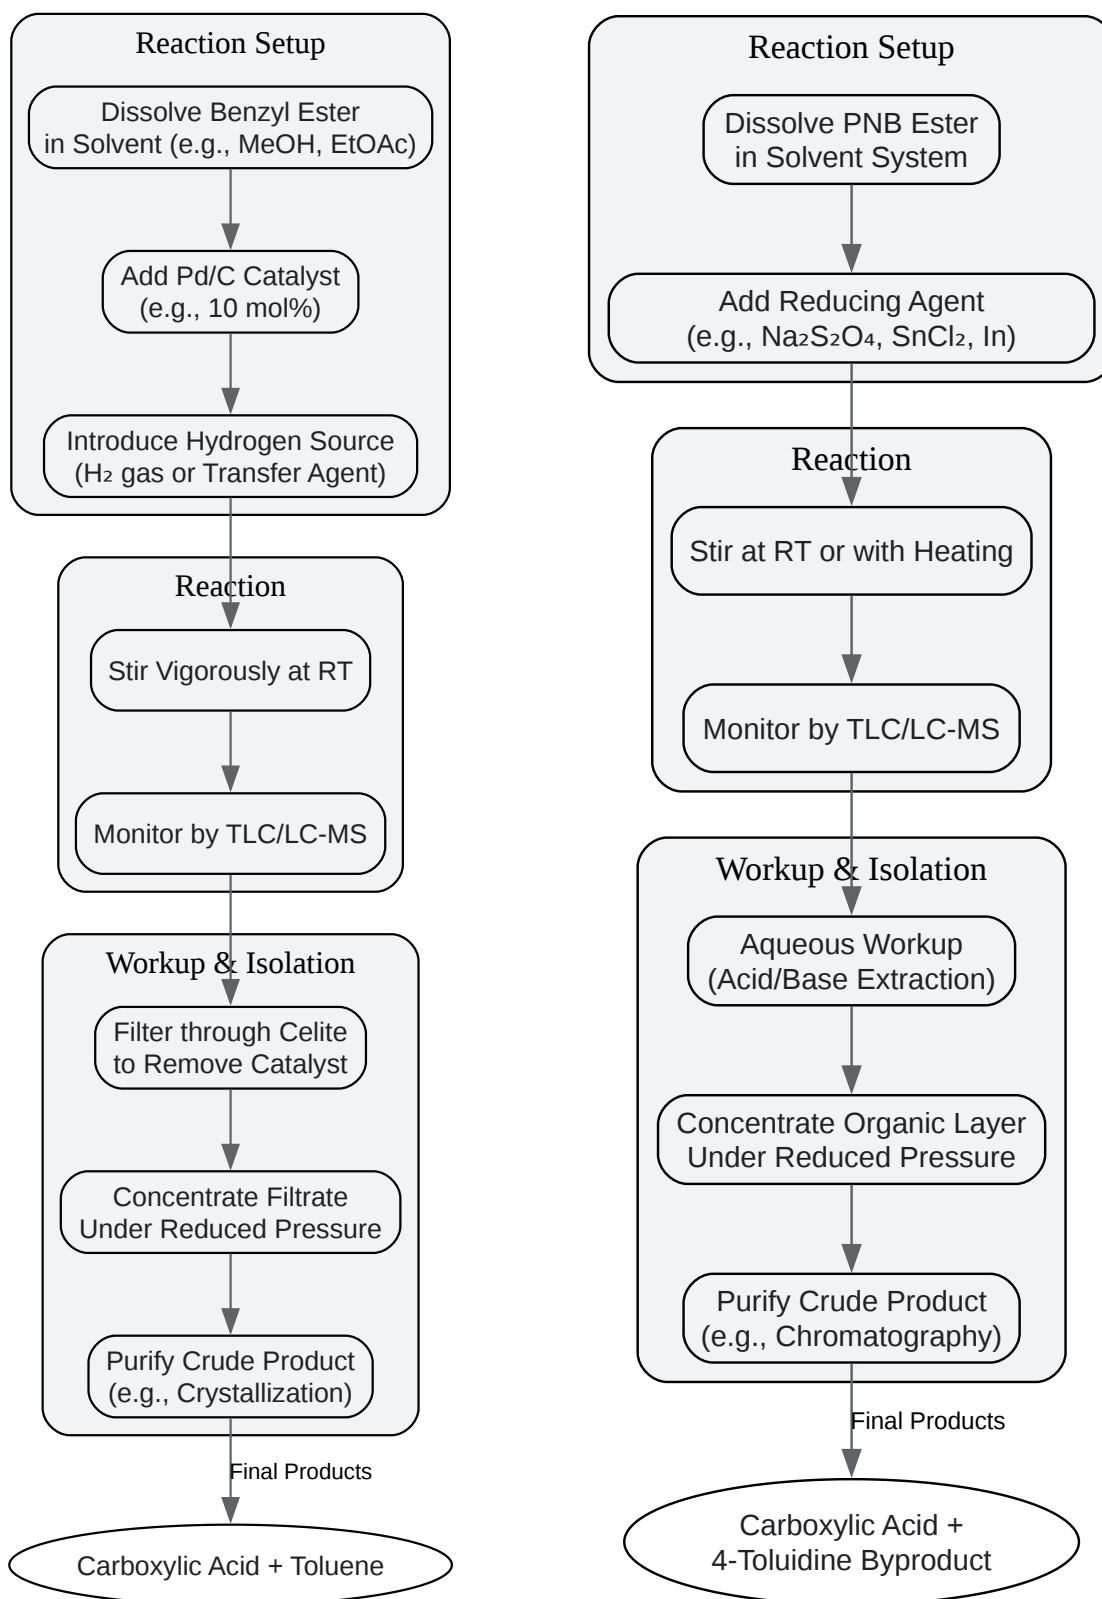 Reaction Setup
Dissolve Benzyl Ester
in Solvent (e.g., MeOH, EtOAc)
Add Pd/C Catalyst
(e.g., 10 mol%)
Introduce Hydrogen Source
(H₂ gas or Transfer Agent)
Reaction
Stir Vigorously at RT
Monitor by TLC/LC-MS
Workup & Isolation
Filter through Celite
to Remove Catalyst
Concentrate Filtrate
Under Reduced Pressure
Purify Crude Product
(e.g., Crystallization)
Final Products
Carboxylic Acid + Toluene
Reaction Setup
Dissolve PNB Ester
in Solvent System
Add Reducing Agent
(e.g., Na₂S₂O₄, SnCl₂, In)
Reaction
Stir at RT or with Heating
Monitor by TLC/LC-MS
Workup & Isolation
Aqueous Workup
(Acid/Base Extraction)
Concentrate Organic Layer
Under Reduced Pressure
Purify Crude Product
(e.g., Chromatography)
Final Products
Carboxylic Acid +
4-Toluidine Byproduct